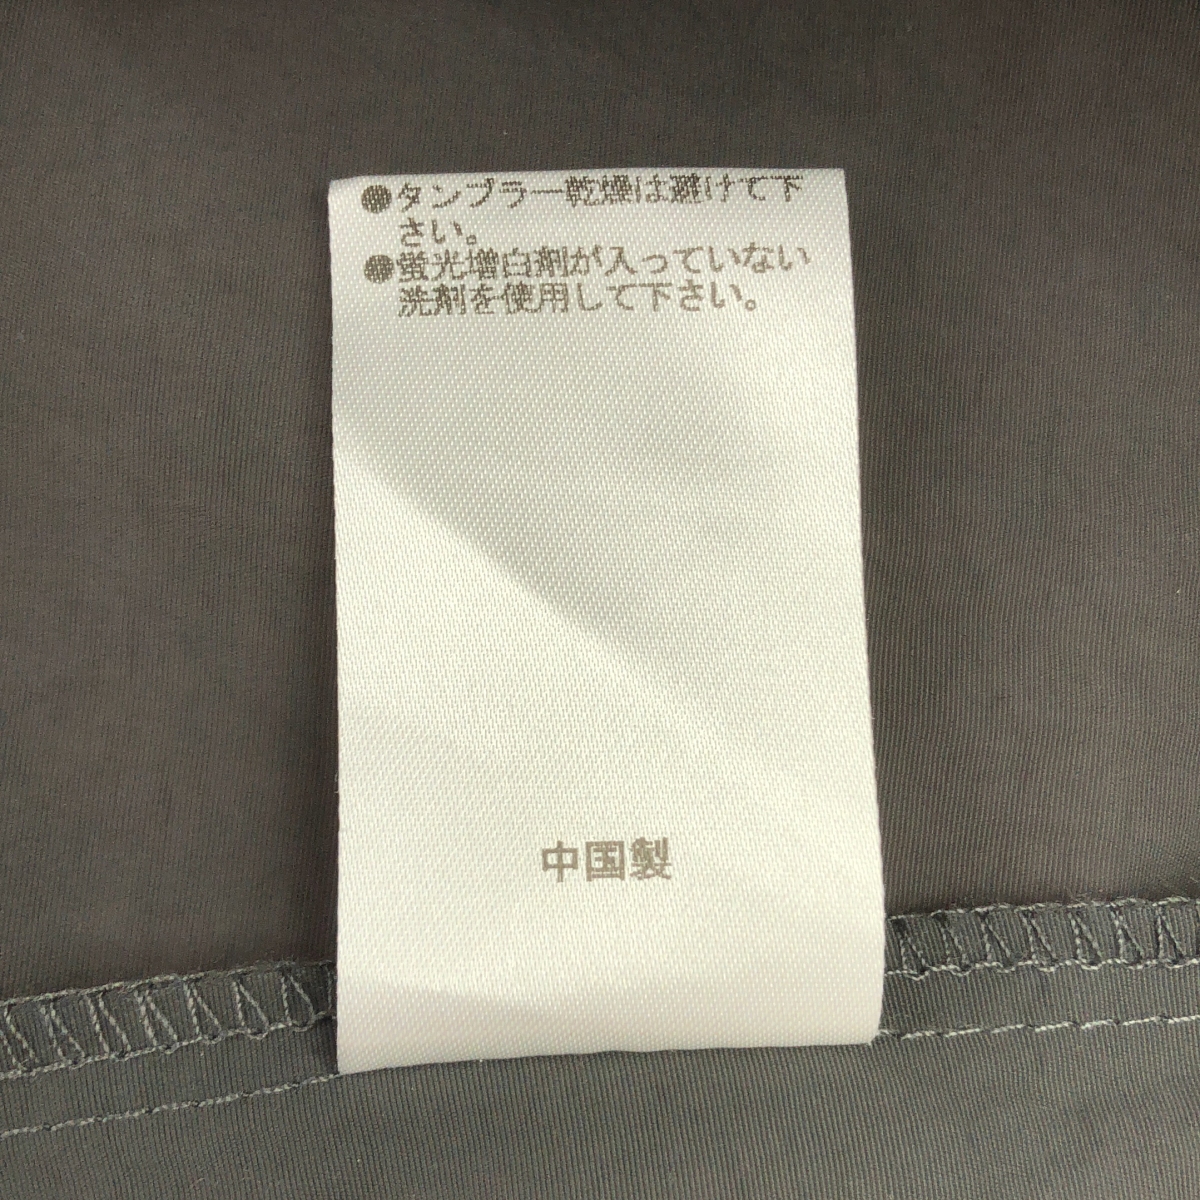 ●タンブラー乾燥は避けて下
さい。
●蛍光増白剤が入っていない
洗剤を使用して下さい。
中国製